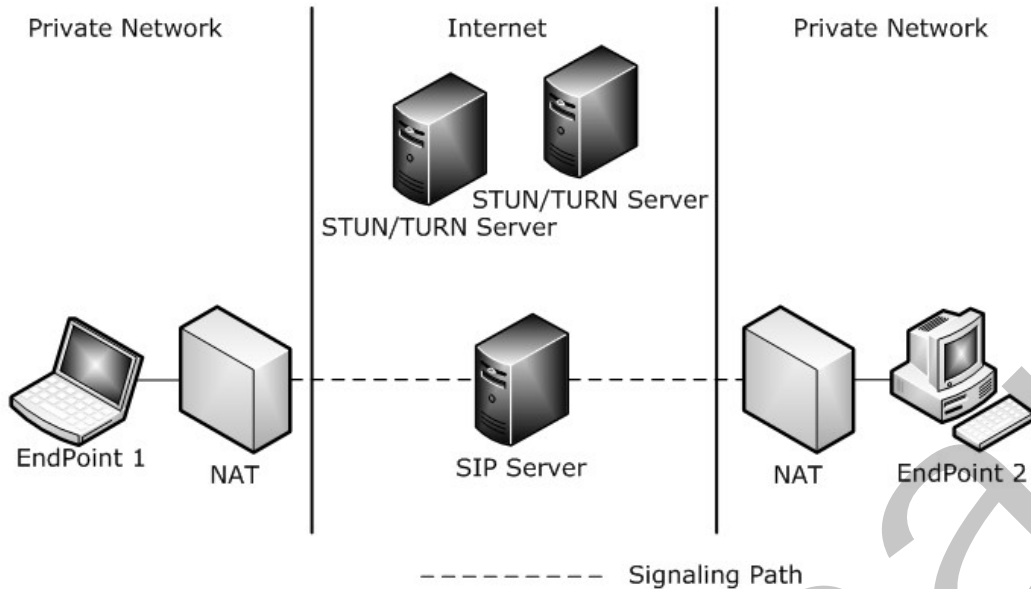 Private Network
Internet
Private Network
STUN/TURN Server
STUN/TURN Server
EndPoint 1
NAT
SIP Server
NAT
EndPoint 2
Signaling Path